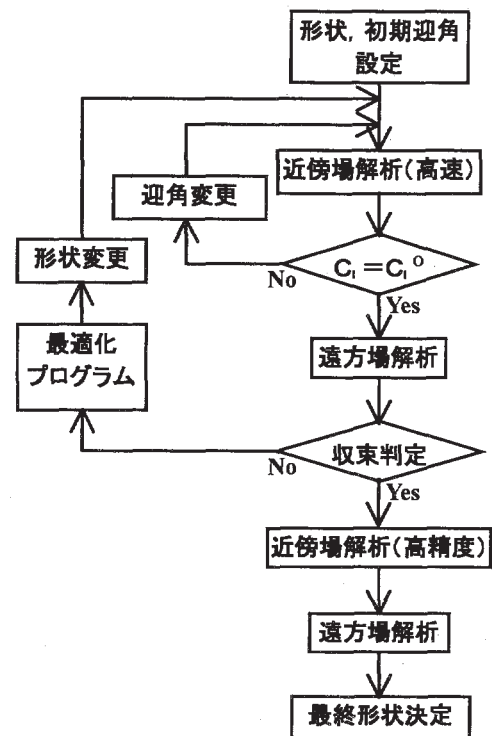 形状, 初期迎角
設定
近傍場解析(高速)
迎角変更
形状変更
Cₗ=Cₗ⁰
No
Yes
最適化
プログラム
遠方場解析
収束判定
No
Yes
近傍場解析(高精度)
遠方場解析
最終形状決定